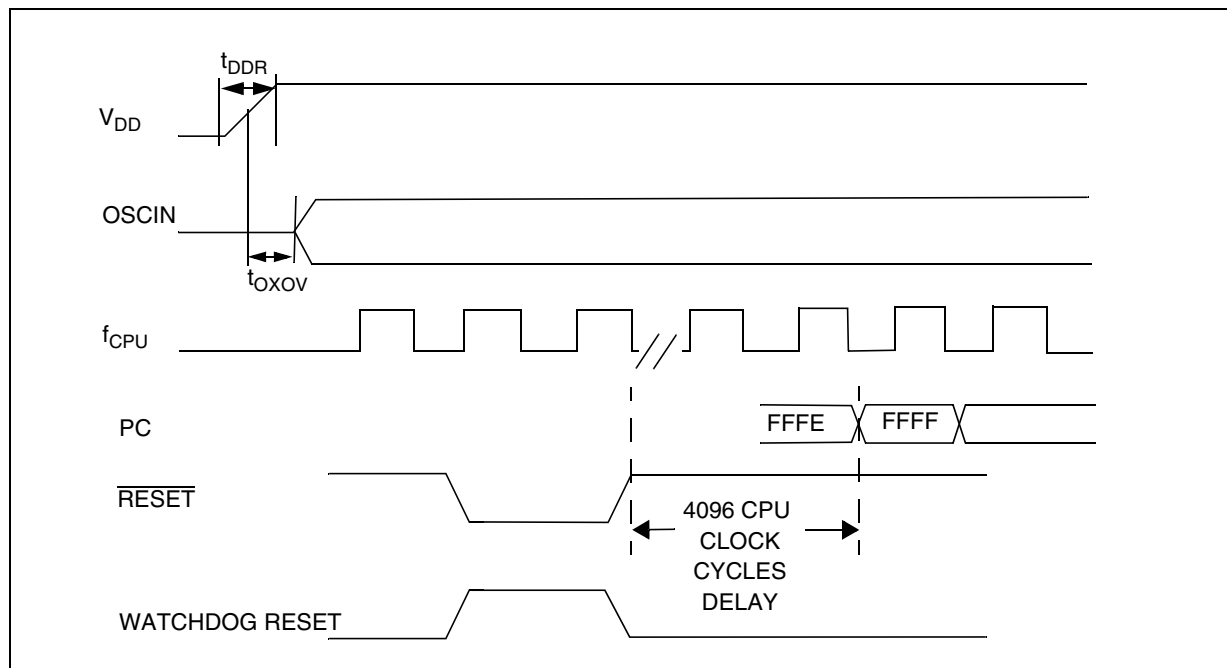 tDDR
VDD
OSCIN
tOXOV
fCPU
PC
FFFE
FFFF
RESET
4096 CPU
CLOCK
CYCLES
DELAY
WATCHDOG RESET